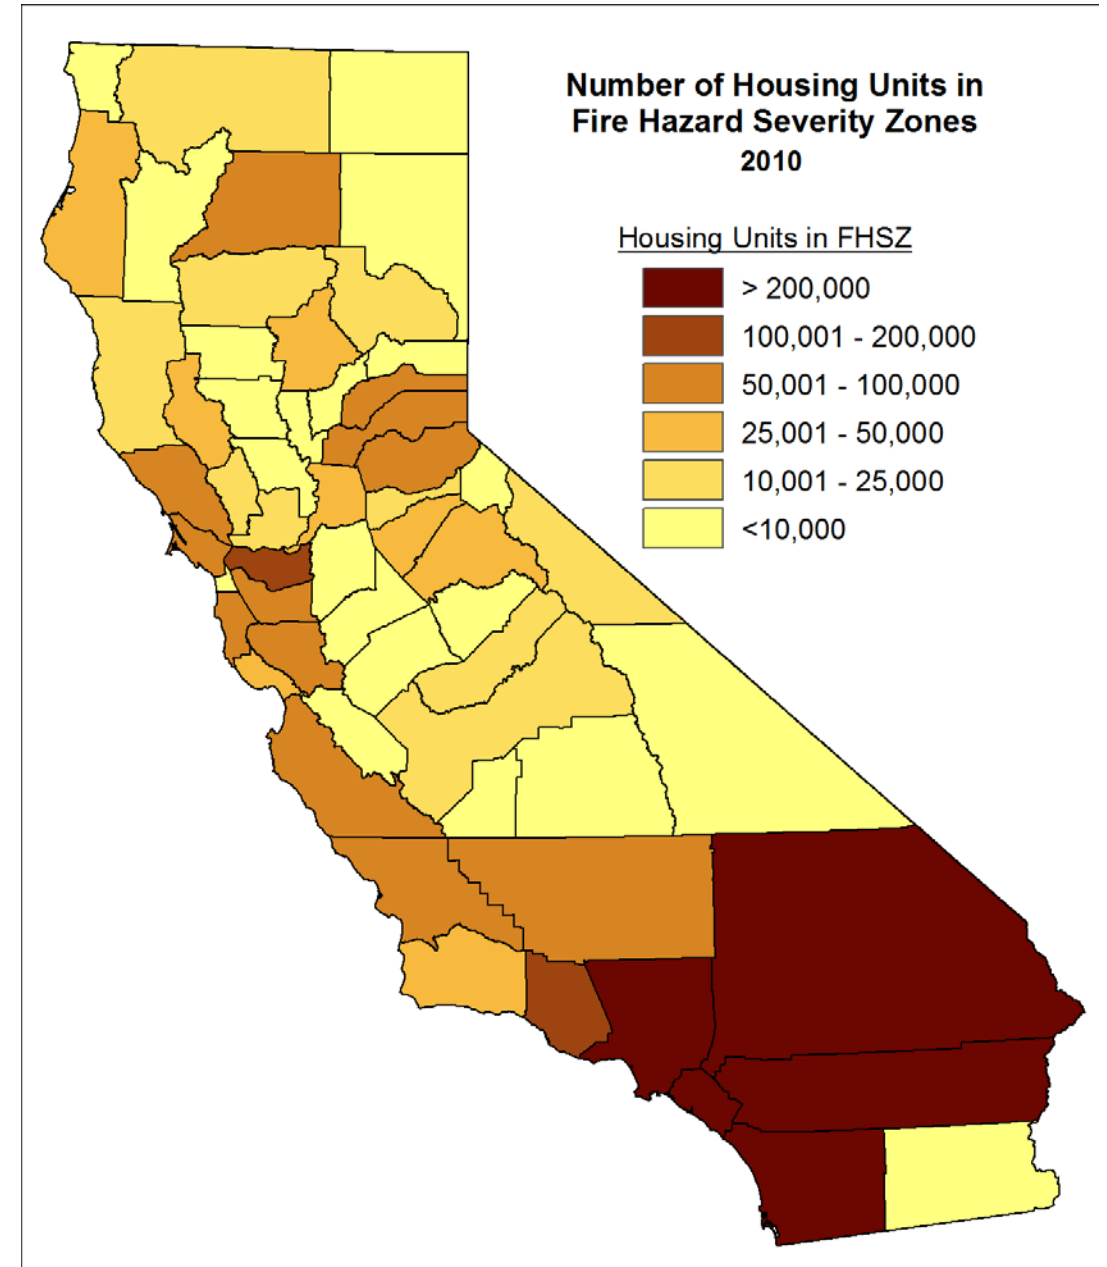 Number of Housing Units in
Fire Hazard Severity Zones
2010
Housing Units in FHSZ
> 200,000
100,001 - 200,000
50,001 - 100,000
25,001 - 50,000
10,001 - 25,000
<10,000